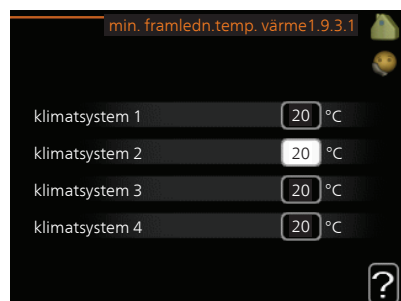 min. framledn.temp. värme1.9.3.1
klimatsystem 1 20 °C
klimatsystem 2 20 °C
klimatsystem 3 20 °C
klimatsystem 4 20 °C
?